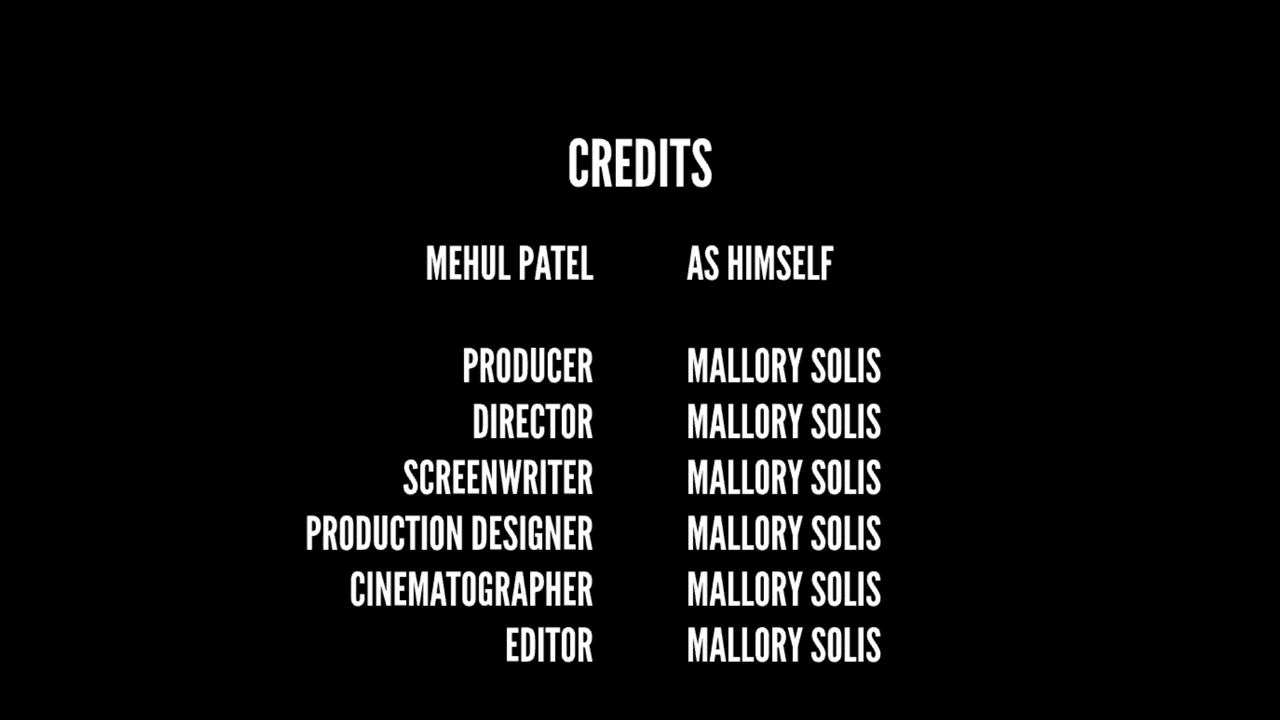 CREDITS
MEHUL PATEL AS HIMSELF
PRODUCER MALLORY SOLIS
DIRECTOR MALLORY SOLIS
SCREENWRITER MALLORY SOLIS
PRODUCTION DESIGNER MALLORY SOLIS
CINEMATOGRAPHER MALLORY SOLIS
EDITOR MALLORY SOLIS